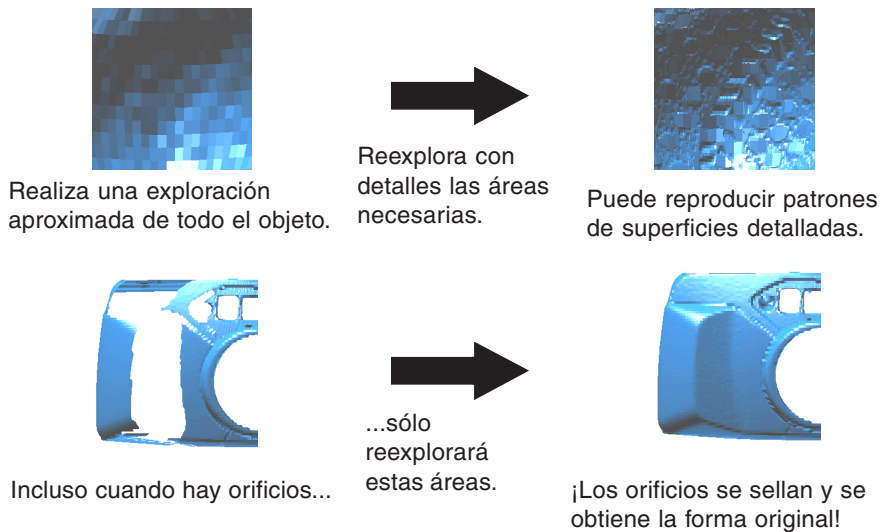 Realiza una exploración
aproximada de todo el objeto.
Reexplora con
detalles las áreas
necesarias.
Puede reproducir patrones
de superficies detalladas.
Incluso cuando hay orificios...
...sólo
reexplorará
estas áreas.
¡Los orificios se sellan y se
obtiene la forma original!